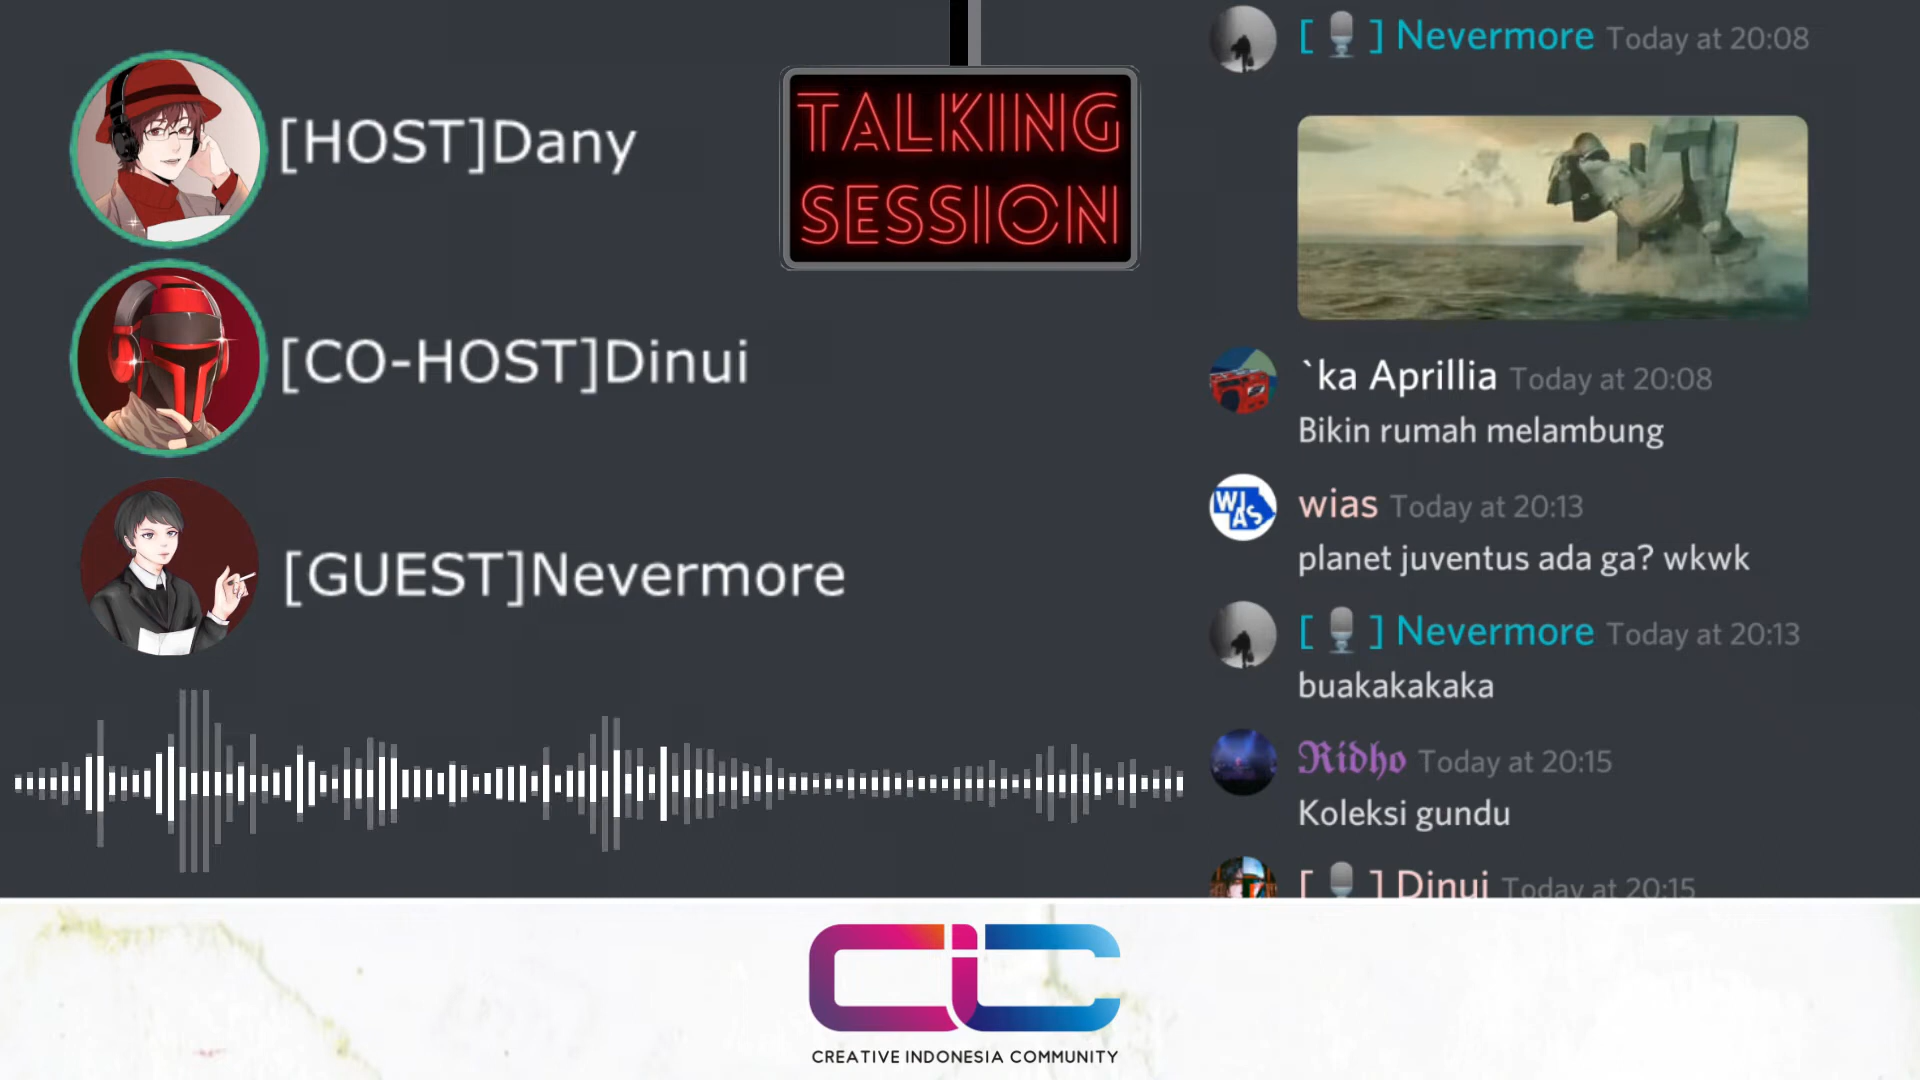 [HOST]Dany
[CO-HOST]Dinui
[GUEST]Nevermore
TALKING
SESSION
[🎙️] Nevermore Today at 20:08
`ka Aprillia Today at 20:08
Bikin rumah melambung
wias Today at 20:13
WIAS
planet juventus ada ga? wkwk
[🎙️] Nevermore Today at 20:13
buakakakaka
Ridho Today at 20:15
Koleksi gundu
[🎙️] Dinui Today at 20:15
CiC
CREATIVE INDONESIA COMMUNITY